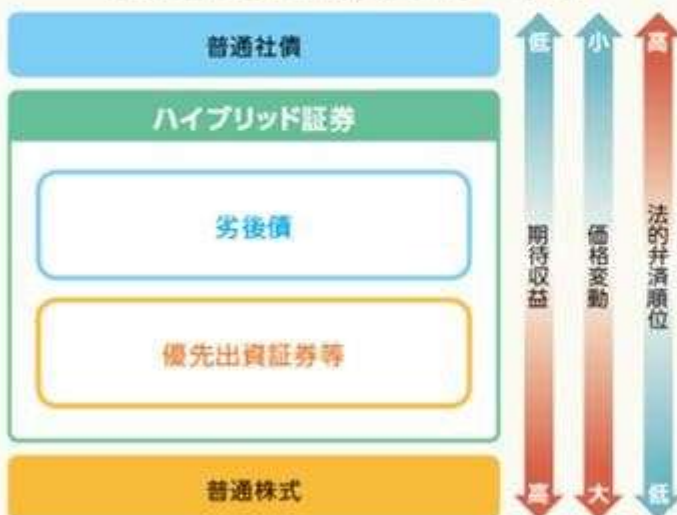 普通社債
ハイブリッド証券
劣後債
優先出資証券等
普通株式
低
期待収益
高
小
価格変動
大
高
法的弁済順位
低